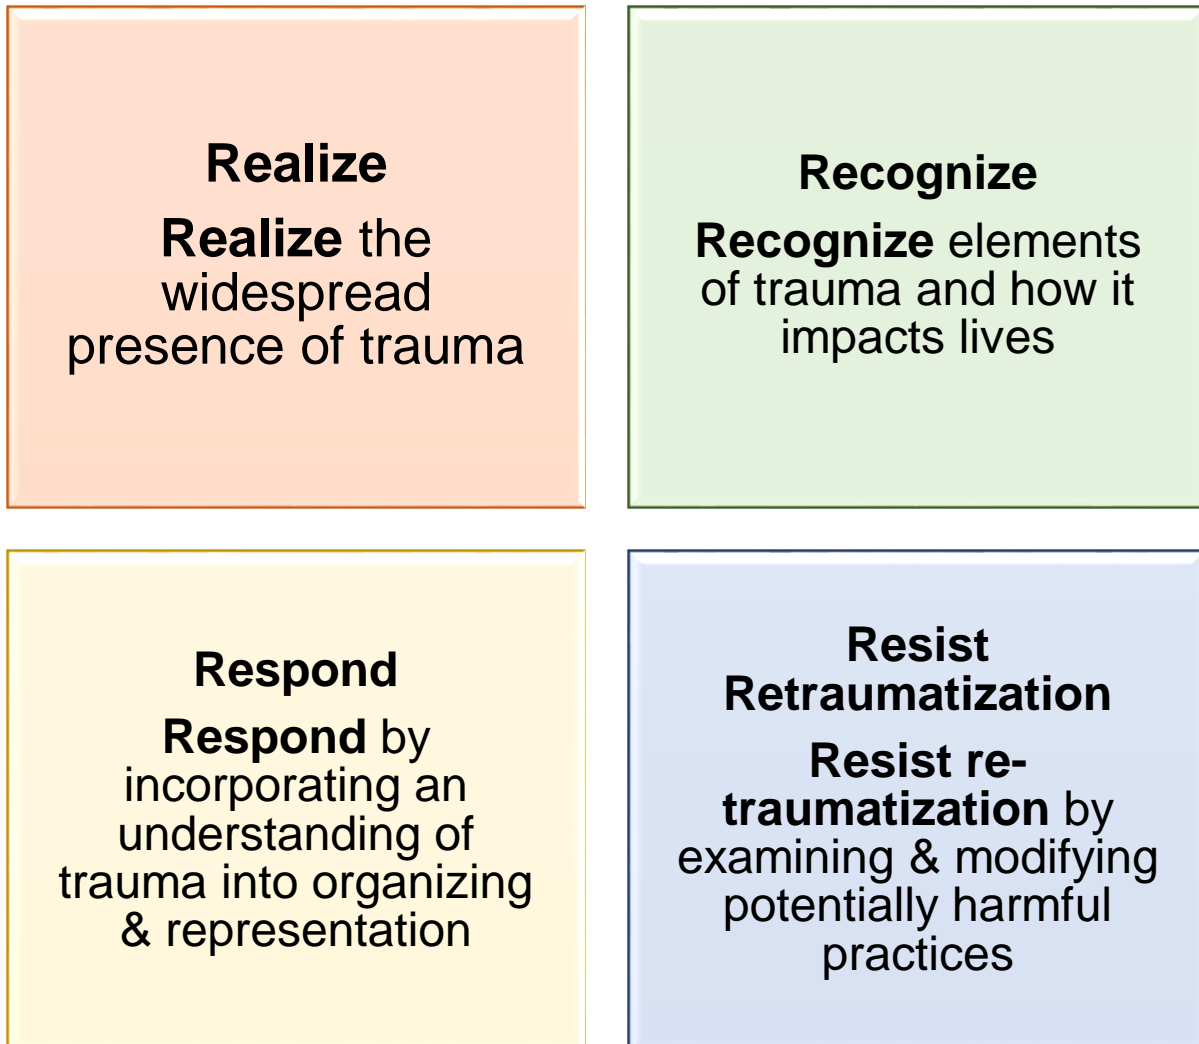 Realize
Realize the
widespread
presence of trauma
Recognize
Recognize elements
of trauma and how it
impacts lives
Respond
Respond by
incorporating an
understanding of
trauma into organizing
& representation
Resist
Retraumatization
Resist re-
traumatization by
examining & modifying
potentially harmful
practices